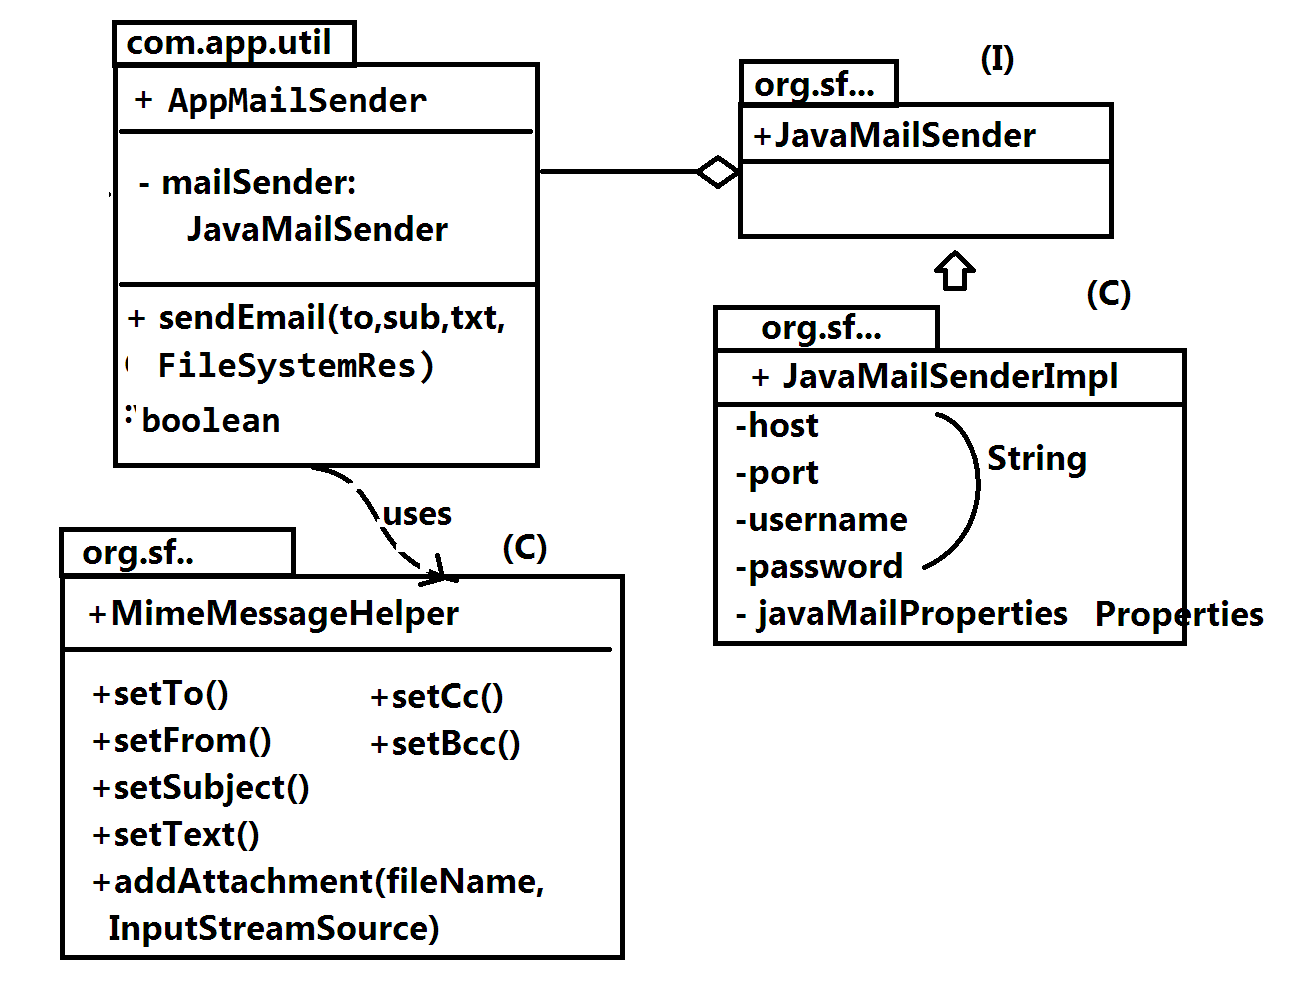 com.app.util
+ AppMailSender
- mailSender:
JavaMailSender
+ sendEmail(to,sub,txt,
FileSystemRes)
:boolean
(I)
org.sf...
+JavaMailSender
(C)
org.sf...
+ JavaMailSenderImpl
-host
-port
-username
-password
String
- javaMailProperties Properties
uses
(C)
org.sf..
+MimeMessageHelper
+setTo() +setCc()
+setFrom() +setBcc()
+setSubject()
+setText()
+addAttachment(fileName,
InputStreamSource)